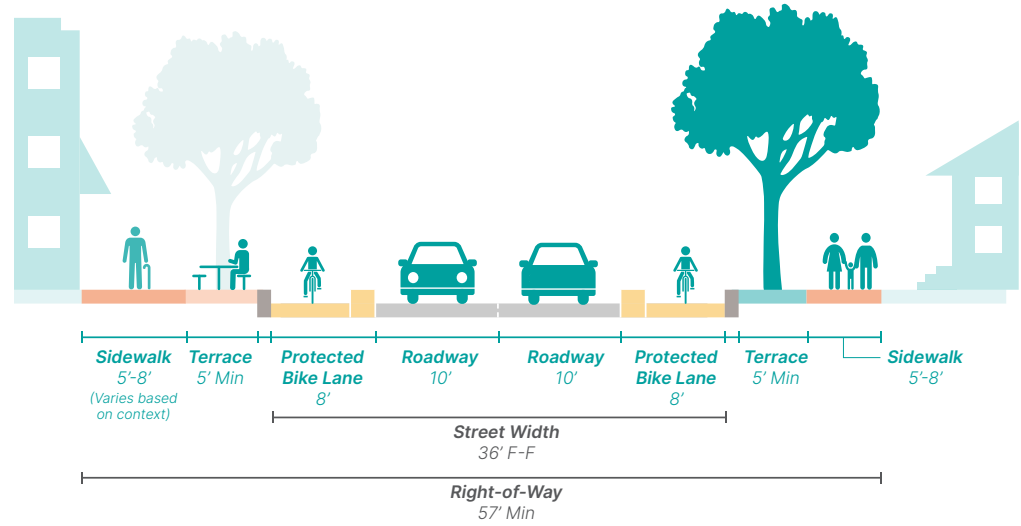 Sidewalk
5’-8’
(Varies based
on context)
Terrace
5’ Min
Protected
Bike Lane
8’
Roadway
10’
Roadway
10’
Protected
Bike Lane
8’
Terrace
5’ Min
Sidewalk
5’-8’
Street Width
36’ F-F
Right-of-Way
57’ Min